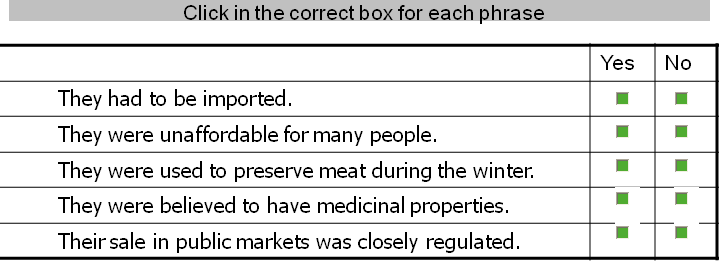 Click in the correct box for each phrase
Yes No
They had to be imported.
They were unaffordable for many people.
They were used to preserve meat during the winter.
They were believed to have medicinal properties.
Their sale in public markets was closely regulated.